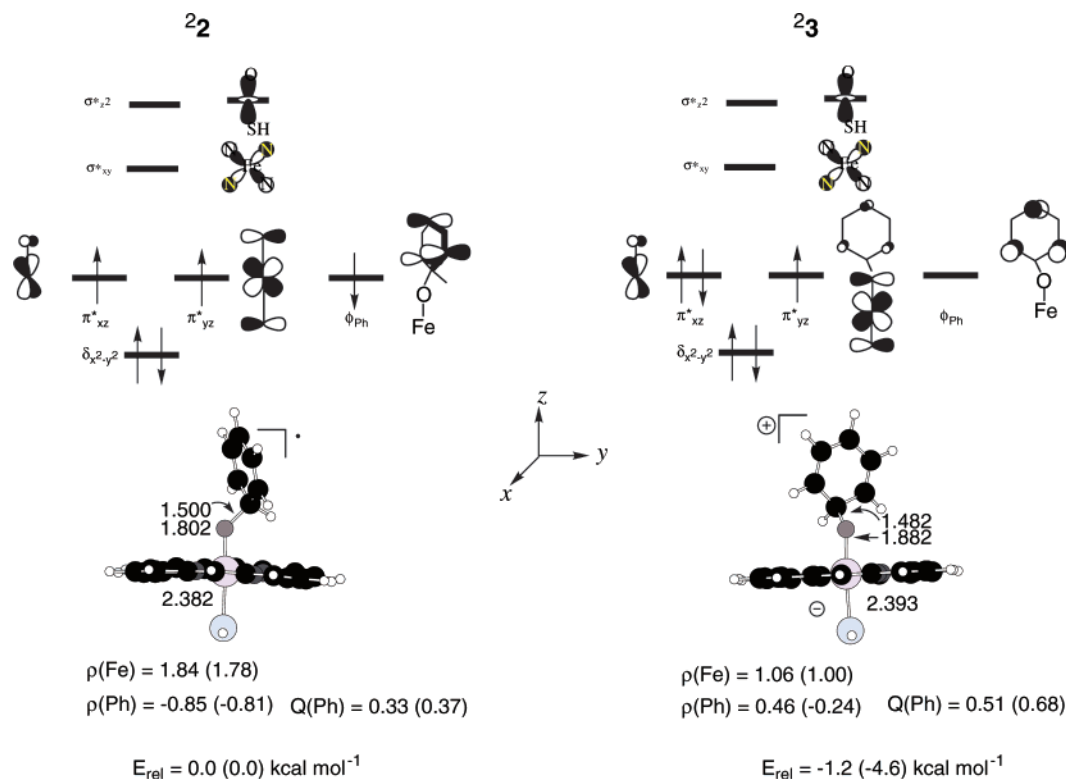 ²2
²3
σ*z2
O
SH
σ*z2
O
SH
σ*xy
N N
Fe
N N
σ*xy
N N
Fe
N N
π*xz
π*yz
O
Fe
ϕPh
π*xz
π*yz
O
Fe
ϕPh
δx²-y²
δx²-y²
•
+
z
y
x
1.500
1.802
2.382
1.482
1.882
2.393
−
ρ(Fe) = 1.84 (1.78)
ρ(Ph) = -0.85 (-0.81) Q(Ph) = 0.33 (0.37)
Erel = 0.0 (0.0) kcal mol⁻¹
ρ(Fe) = 1.06 (1.00)
ρ(Ph) = 0.46 (-0.24) Q(Ph) = 0.51 (0.68)
Erel = -1.2 (-4.6) kcal mol⁻¹